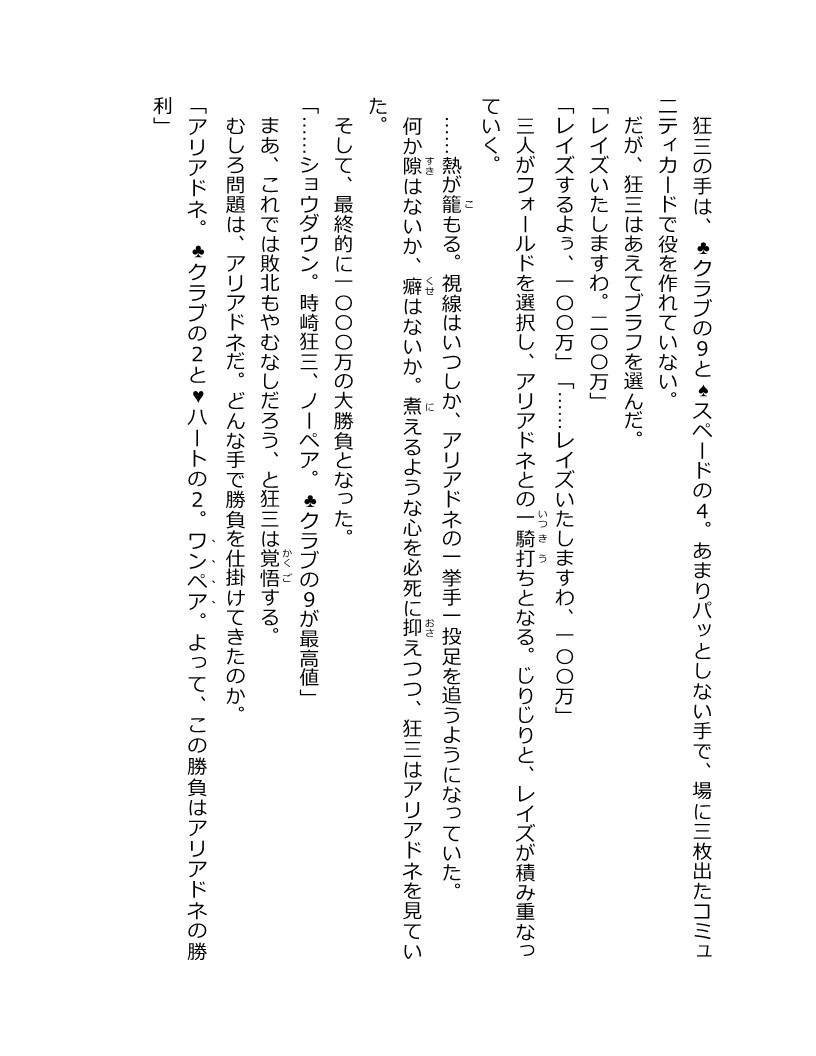 狂三の手は、♣クラブの9と♠スペードの4。あまりパッとしない手で、場に三枚出たコミュ
ニティカードで役を作れていない。
だが、狂三はあえてブラフを選んだ。
「レイズいたしますわ。二〇〇万」
「レイズするよぅ、一〇〇万」「……レイズいたしますわ、一〇〇万」
三人がフォールドを選択し、アリアドネとの一騎打ちとなる。じりじりと、レイズが積み重なっ
ていく。
……熱が籠もる。視線はいつしか、アリアドネの一挙手一投足を追うようになっていた。
何か隙はないか、癖はないか。煮えるような心を必死に抑えつつ、狂三はアリアドネを見てい
た。
そして、最終的に一〇〇〇万の大勝負となった。
「……ショウダウン。時崎狂三、ノーペア。♣クラブの9が最高値」
まあ、これでは敗北もやむなしだろう、と狂三は覚悟する。
むしろ問題は、アリアドネだ。どんな手で勝負を仕掛けてきたのか。
「アリアドネ。♣クラブの2と♥ハートの2。ワンペア。よって、この勝負はアリアドネの勝
利」